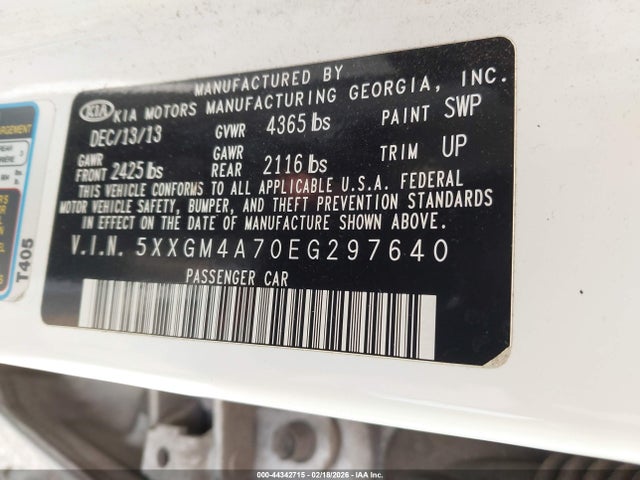 MANUFACTURED BY
KIA KIA MOTORS MANUFACTURING GEORGIA, INC.
DEC/13/13 GVWR 4365 lbs PAINT SWP
GAWR FRONT 2425 lbs GAWR REAR 2116 lbs TRIM UP
THIS VEHICLE CONFORMS TO ALL APPLICABLE U.S.A. FEDERAL
MOTOR VEHICLE SAFETY, BUMPER, AND THEFT PREVENTION STANDARDS
IN EFFECT ON THE DATE OF MANUFACTURE SHOWN ABOVE.
V.I.N. 5XXGM4A70EG297640
PASSENGER CAR
T405
000-44342715 - 02/18/2026 - IAA Inc.